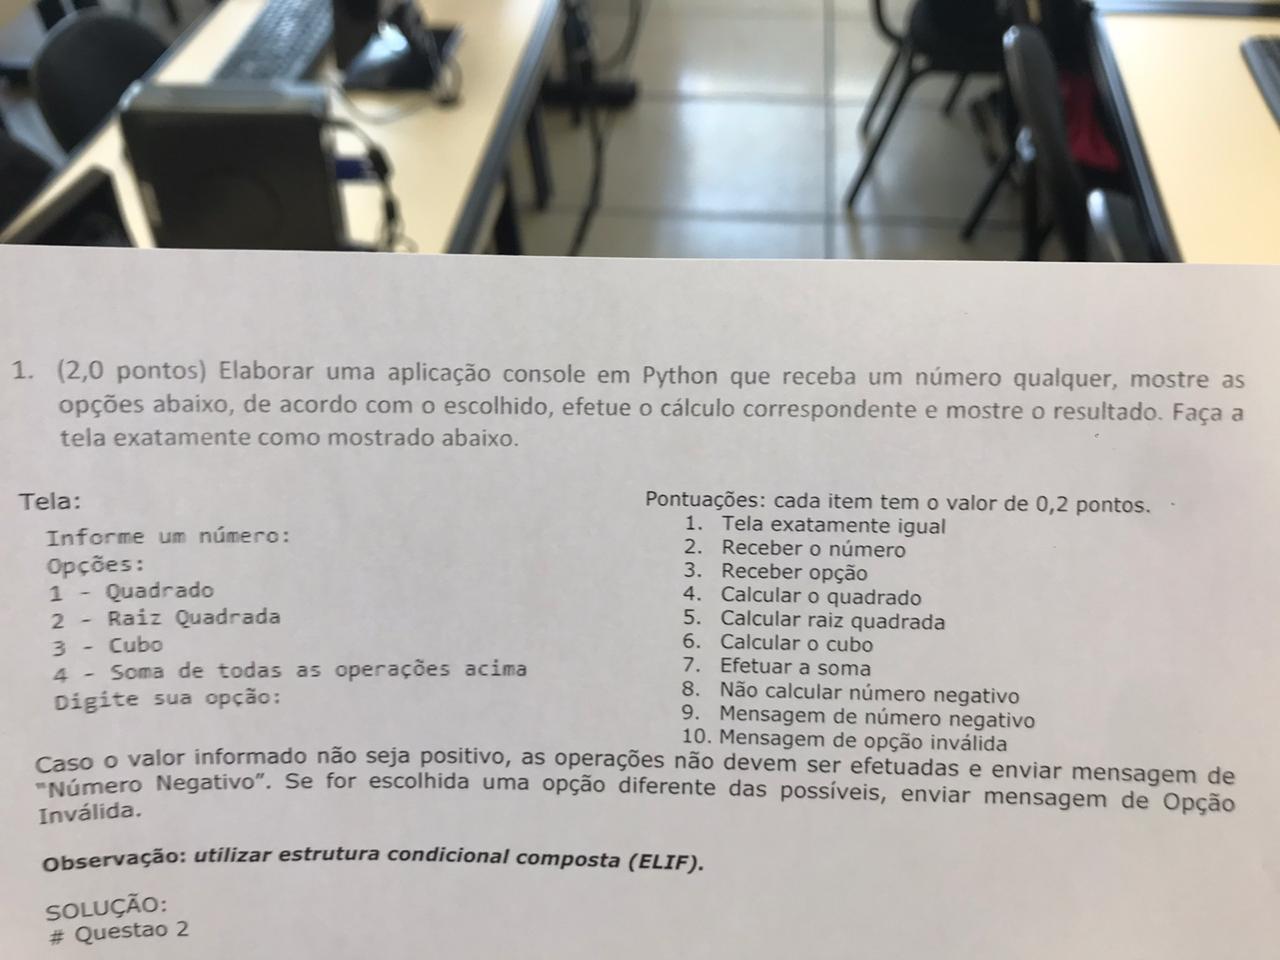 1. (2,0 pontos) Elaborar uma aplicação console em Python que receba um número qualquer, mostre as
opções abaixo, de acordo com o escolhido, efetue o cálculo correspondente e mostre o resultado. Faça a
tela exatamente como mostrado abaixo.
Tela:
Informe um número:
Opções:
1 - Quadrado
2 - Raiz Quadrada
3 - Cubo
4 - Soma de todas as operações acima
Digite sua opção:
Pontuações: cada item tem o valor de 0,2 pontos.
1. Tela exatamente igual
2. Receber o número
3. Receber opção
4. Calcular o quadrado
5. Calcular raiz quadrada
6. Calcular o cubo
7. Efetuar a soma
8. Não calcular número negativo
9. Mensagem de número negativo
10. Mensagem de opção inválida
Caso o valor informado não seja positivo, as operações não devem ser efetuadas e enviar mensagem de
"Número Negativo”. Se for escolhida uma opção diferente das possíveis, enviar mensagem de Opção
Inválida.
Observação: utilizar estrutura condicional composta (ELIF).
SOLUÇÃO:
# Questao 2